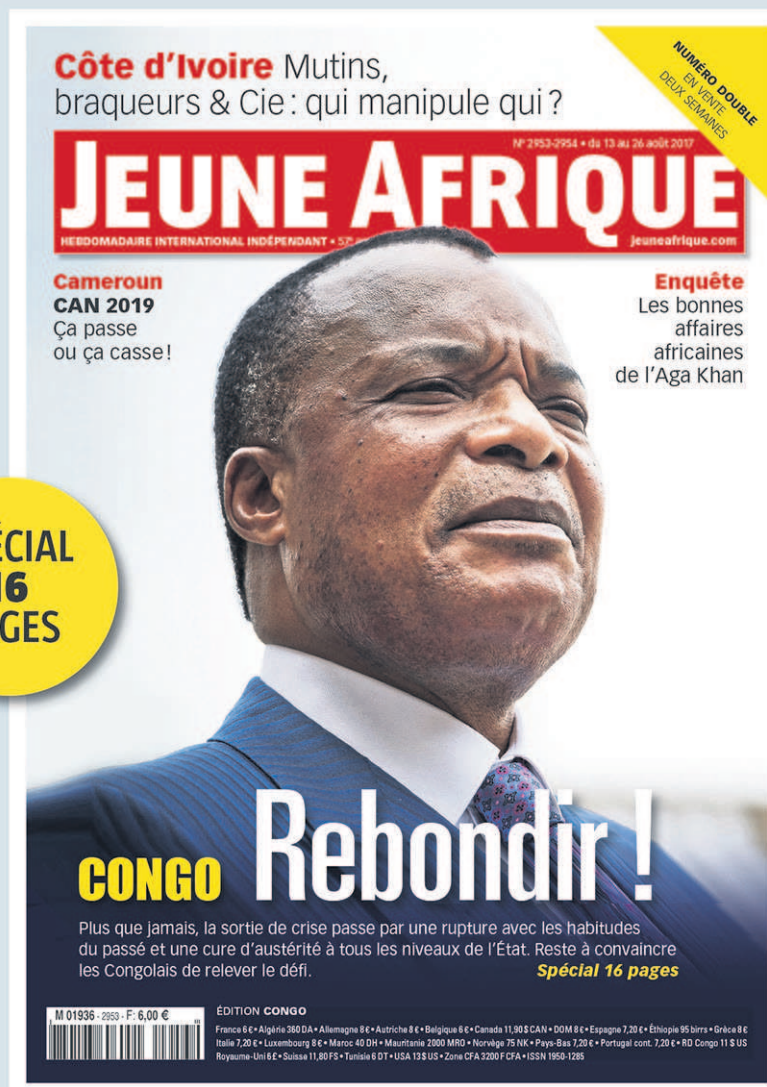 Côte d'Ivoire Mutins,
braqueurs & Cie : qui manipule qui ?
NUMÉRO DOUBLE
EN VENTE
DEUX SEMAINES
N° 2953-2954 • du 13 au 26 août 2017
JEUNE AFRIQUE
HEBDOMADAIRE INTERNATIONAL INDÉPENDANT • 57
jeuneafrique.com
Cameroun
CAN 2019
Ça passe
ou ça casse !
Enquête
Les bonnes
affaires
africaines
de l'Aga Khan
ÉCIAL
16
GES
CONGO Rebondir !
Plus que jamais, la sortie de crise passe par une rupture avec les habitudes
du passé et une cure d'austérité à tous les niveaux de l'État. Reste à convaincre
les Congolais de relever le défi.
Spécial 16 pages
M 01936 - 2953 - F: 6,00 €
ÉDITION CONGO
France 6 € • Algérie 360 DA • Allemagne 8 € • Autriche 8 € • Belgique 6 € • Canada 11,90 $ CAN • DOM 8 € • Espagne 7,20 € • Éthiopie 95 birrs • Grèce 8 €
Italie 7,20 € • Luxembourg 8 € • Maroc 40 DH • Mauritanie 2000 MRO • Norvège 75 NK • Pays-Bas 7,20 € • Portugal cont. 7,20 € • RD Congo 11 $ US
Royaume-Uni 6 £ • Suisse 11,80 FS • Tunisie 6 DT • USA 13 $ US • Zone CFA 3200 F CFA • ISSN 1950-1285